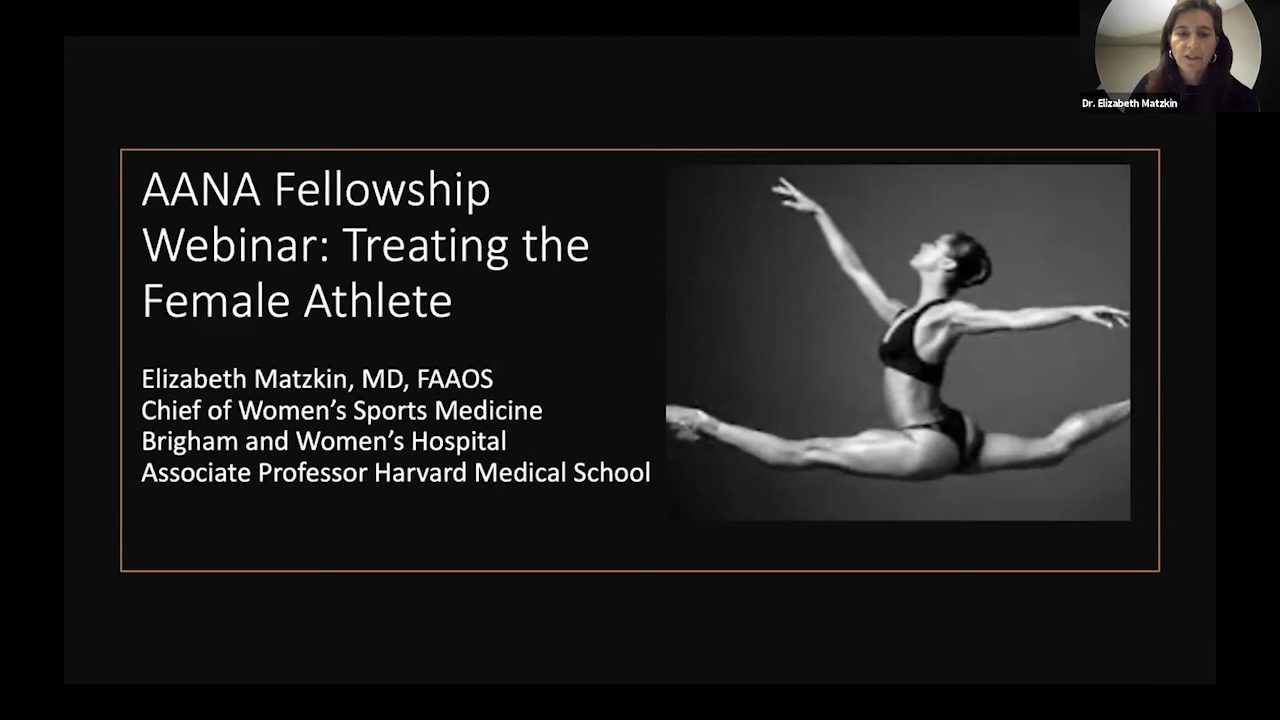 Dr. Elizabeth Matzkin
AANA Fellowship
Webinar: Treating the
Female Athlete
Elizabeth Matzkin, MD, FAAOS
Chief of Women’s Sports Medicine
Brigham and Women’s Hospital
Associate Professor Harvard Medical School